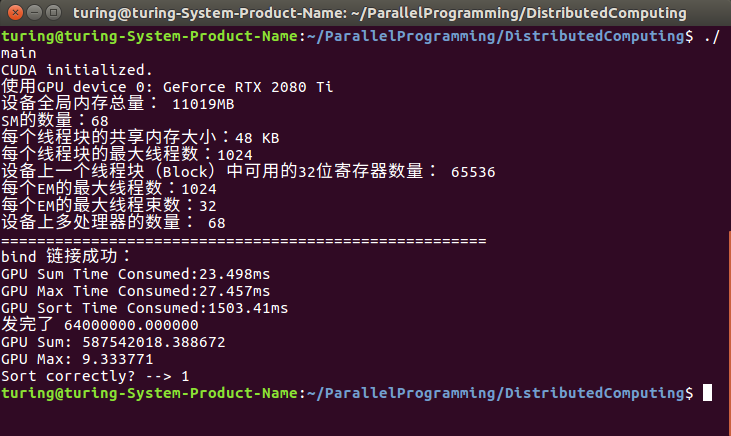 turing@turing-System-Product-Name: ~/ParallelProgramming/DistributedComputing
turing@turing-System-Product-Name:~/ParallelProgramming/DistributedComputing$ ./
main
CUDA initialized.
使用GPU device 0: GeForce RTX 2080 Ti
设备全局内存总量： 11019MB
SM的数量：68
每个线程块的共享内存大小：48 KB
每个线程块的最大线程数：1024
设备上一个线程块（Block）中可用的32位寄存器数量： 65536
每个EM的最大线程数：1024
每个EM的最大线程束数：32
设备上多处理器的数量： 68
======================================================
bind 链接成功：
GPU Sum Time Consumed:23.498ms
GPU Max Time Consumed:27.457ms
GPU Sort Time Consumed:1503.41ms
发完了 64000000.000000
GPU Sum: 587542018.388672
GPU Max: 9.333771
Sort correctly? --> 1
turing@turing-System-Product-Name:~/ParallelProgramming/DistributedComputing$